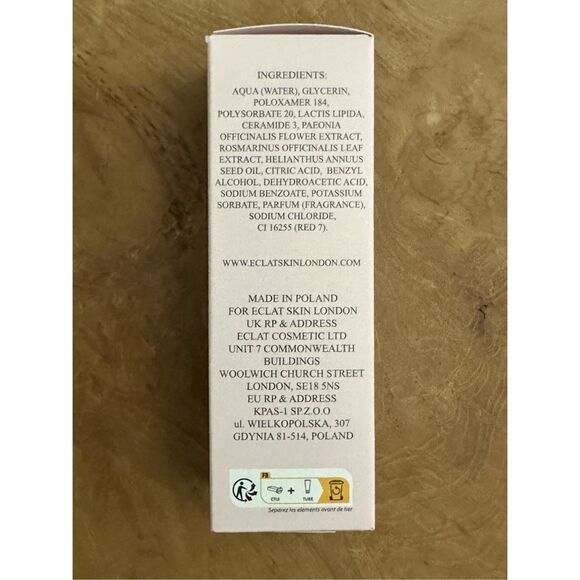 INGREDIENTS:
AQUA (WATER), GLYCERIN,
POLOXAMER 184,
POLYSORBATE 20, LACTIS LIPIDA,
CERAMIDE 3, PAEONIA
OFFICINALIS FLOWER EXTRACT,
ROSMARINUS OFFICINALIS LEAF
EXTRACT, HELIANTHUS ANNUUS
SEED OIL, CITRIC ACID, BENZYL
ALCOHOL, DEHYDROACETIC ACID,
SODIUM BENZOATE, POTASSIUM
SORBATE, PARFUM (FRAGRANCE),
SODIUM CHLORIDE,
CI 16255 (RED 7).
WWW.ECLATSKINLONDON.COM
MADE IN POLAND
FOR ECLAT SKIN LONDON
UK RP & ADDRESS
ECLAT COSMETIC LTD
UNIT 7 COMMONWEALTH
BUILDINGS
WOOLWICH CHURCH STREET
LONDON, SE18 5NS
EU RP & ADDRESS
KPAS-1 SP.Z.O.O
ul. WIELKOPOLSKA, 307
GDYNIA 81-514, POLAND
FR
ETUI + TUBE
Separez les elements avant de tier